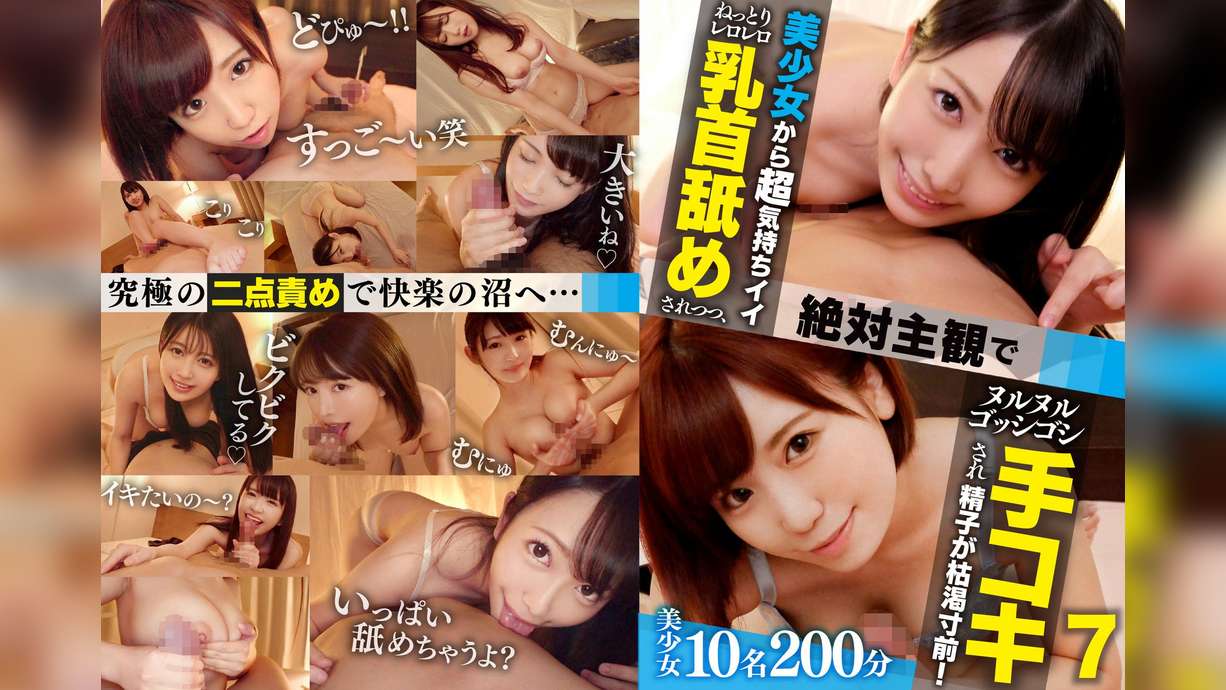 どぴゅ〜!!
すっご〜い笑
大きいね♡
こり
こり
究極の二点責めで快楽の沼へ…
ビクビク
してる♡
むんにゅ〜
むにゅ
イキたいの〜?
いっぱい
舐めちゃうよ?
美少女から超気持ちイイ
ねっとり
レロレロ
乳首舐め
されつつ、
絶対主観で
ヌルヌル
ゴッシゴシ
手コキ
され精子が枯渇寸前!
7
美少女10名200分